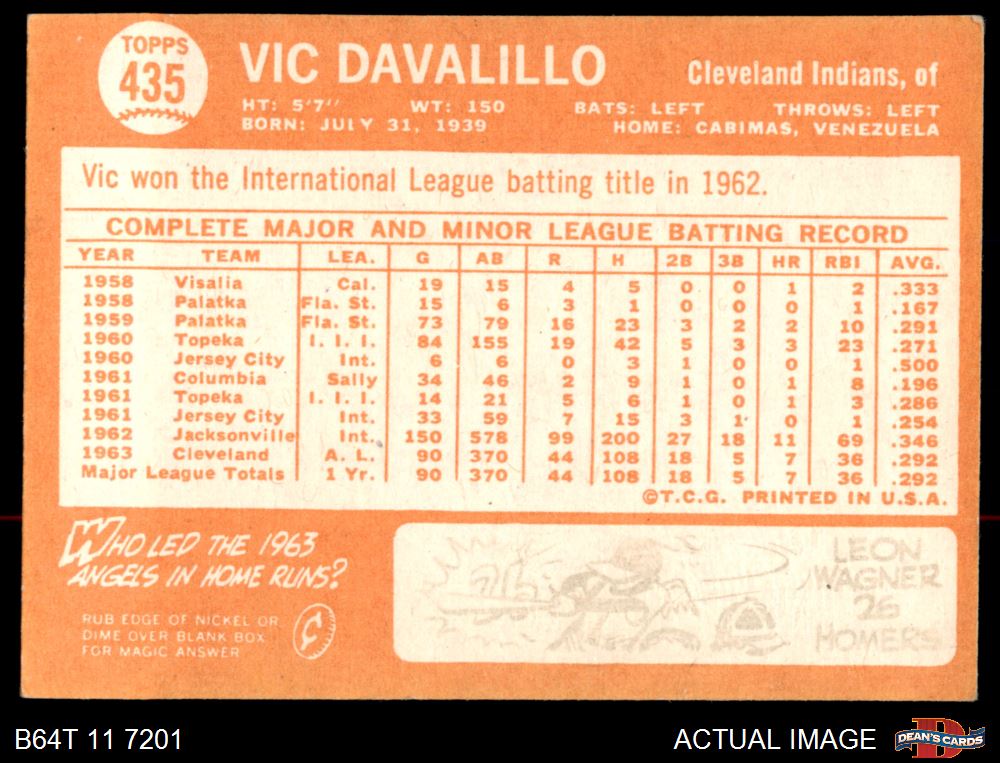 TOPPS
435
VIC DAVALILLO
Cleveland Indians, of
HT: 5'7" WT: 150 BATS: LEFT THROWS: LEFT
BORN: JULY 31, 1939 HOME: CABIMAS, VENEZUELA
Vic won the International League batting title in 1962.
COMPLETE MAJOR AND MINOR LEAGUE BATTING RECORD
YEAR TEAM LEA. G AB R H 2B 3B HR RBI AVG.
1958 Visalia Cal. 19 15 4 5 0 0 1 2 .333
1958 Palatka Fla. St. 15 6 3 1 0 0 0 1 .167
1959 Palatka Fla. St. 73 79 16 23 3 2 2 10 .291
1960 Topeka I. I. I. 84 155 19 42 5 3 3 23 .271
1960 Jersey City Int. 6 6 0 3 1 0 0 1 .500
1961 Columbia Sally 34 46 2 9 1 0 1 8 .196
1961 Topeka I. I. I. 14 21 5 6 1 0 1 3 .286
1961 Jersey City Int. 33 59 7 15 3 1 0 1 .254
1962 Jacksonville Int. 150 578 99 200 27 18 11 69 .346
1963 Cleveland A. L. 90 370 44 108 18 5 7 36 .292
Major League Totals 1 Yr. 90 370 44 108 18 5 7 36 .292
©T.C.G. PRINTED IN U.S.A.
WHO LED THE 1963
ANGELS IN HOME RUNS?
RUB EDGE OF NICKEL OR
DIME OVER BLANK BOX
FOR MAGIC ANSWER
LEON
WAGNER
26
HOMERS
B64T 11 7201
ACTUAL IMAGE
DEAN'S CARDS